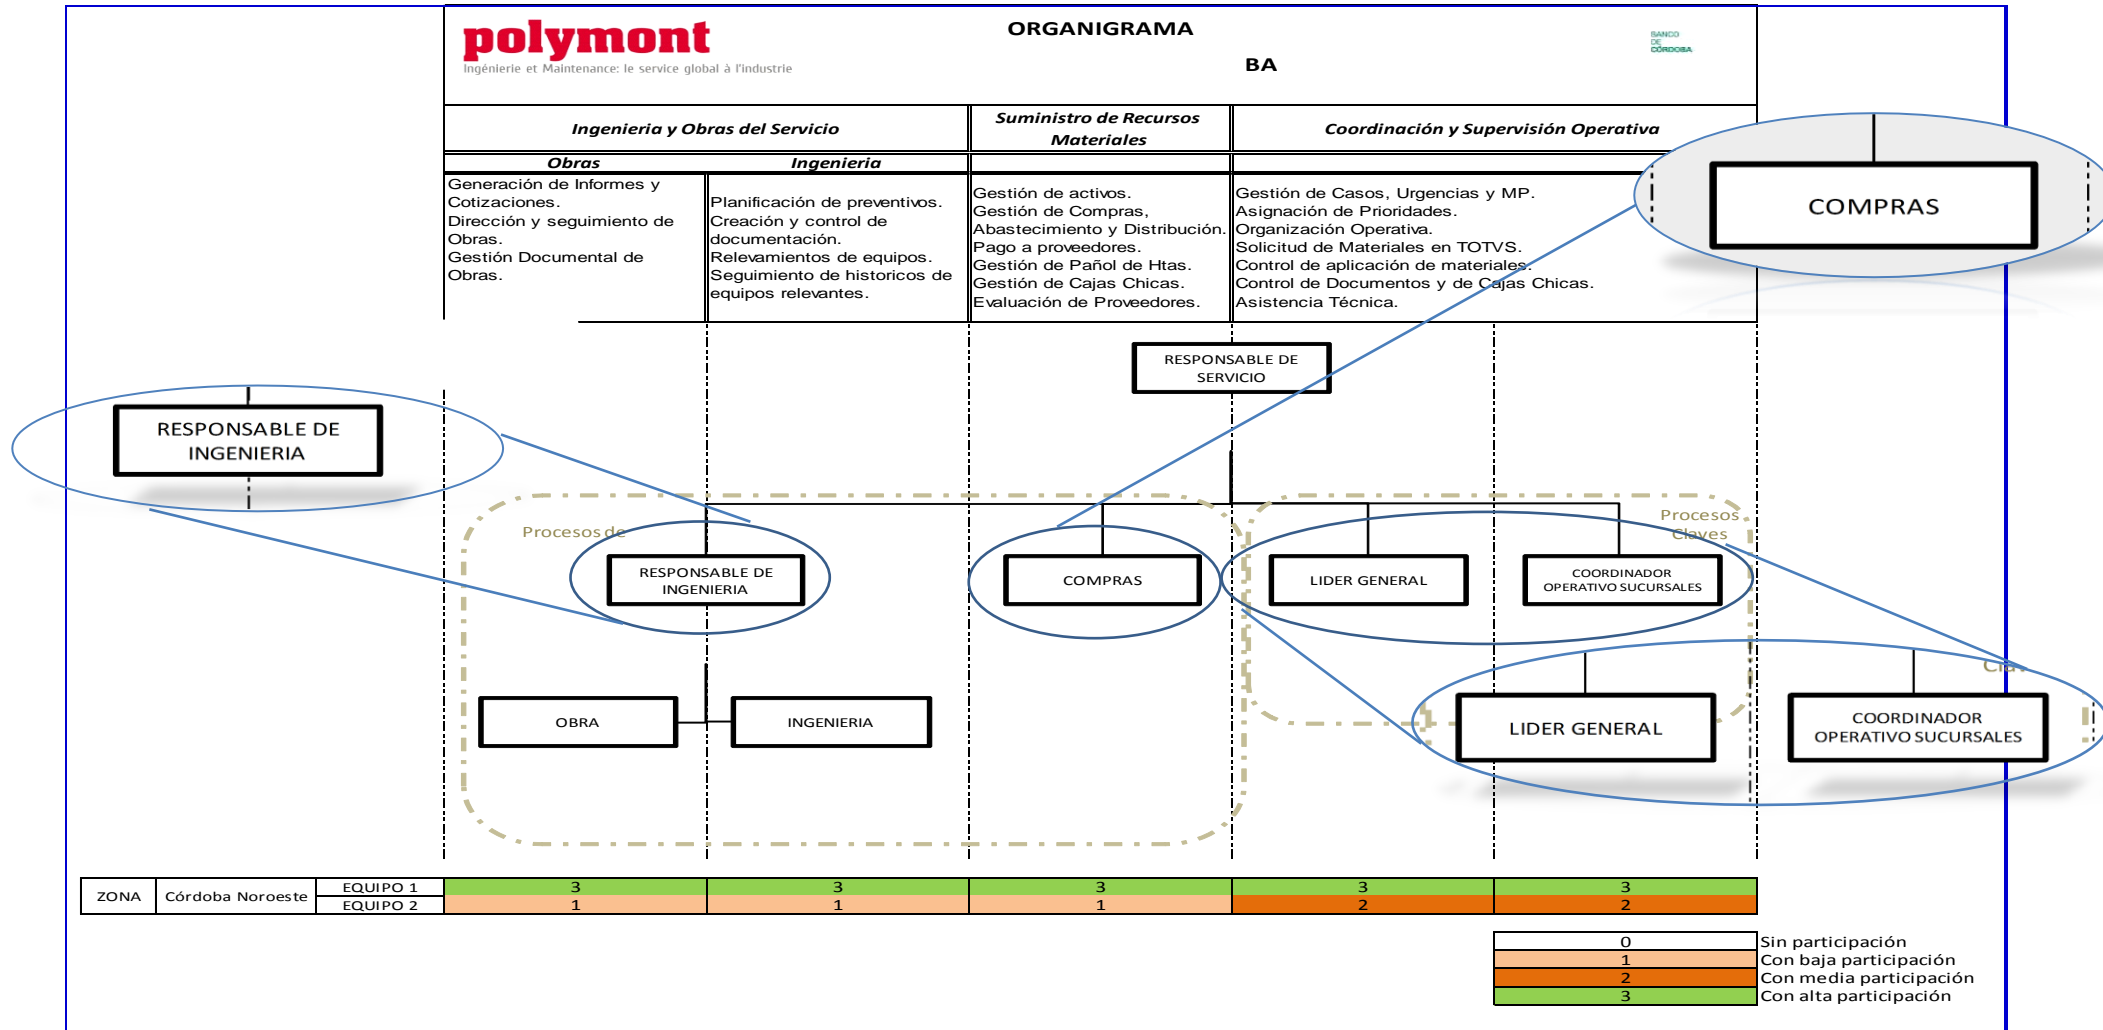 polymont
Ingénierie et Maintenance: le service global à l'industrie
ORGANIGRAMA
BA
BANCO
DE
CÓRDOBA
Ingenieria y Obras del Servicio
Suministro de Recursos
Materiales
Coordinación y Supervisión Operativa
Obras
Ingenieria
Generación de Informes y
Cotizaciones.
Dirección y seguimiento de
Obras.
Gestión Documental de
Obras.
Planificación de preventivos.
Creación y control de
documentación.
Relevamientos de equipos.
Seguimiento de historicos de
equipos relevantes.
Gestión de activos.
Gestión de Compras,
Abastecimiento y Distribución.
Pago a proveedores.
Gestión de Pañol de Htas.
Gestión de Cajas Chicas.
Evaluación de Proveedores.
Gestión de Casos, Urgencias y MP.
Asignación de Prioridades.
Organización Operativa.
Solicitud de Materiales en TOTVS.
Control de aplicación de materiales.
Control de Documentos y de Cajas Chicas.
Asistencia Técnica.
COMPRAS
RESPONSABLE DE
SERVICIO
RESPONSABLE DE
INGENIERIA
Procesos de
Procesos
Claves
RESPONSABLE DE
INGENIERIA
COMPRAS
LIDER GENERAL
COORDINADOR
OPERATIVO SUCURSALES
OBRA
INGENIERIA
LIDER GENERAL
COORDINADOR
OPERATIVO SUCURSALES
ZONA
Córdoba Noroeste
EQUIPO 1
3
3
3
3
3
EQUIPO 2
1
1
1
2
2
0 Sin participación
1 Con baja participación
2 Con media participación
3 Con alta participación